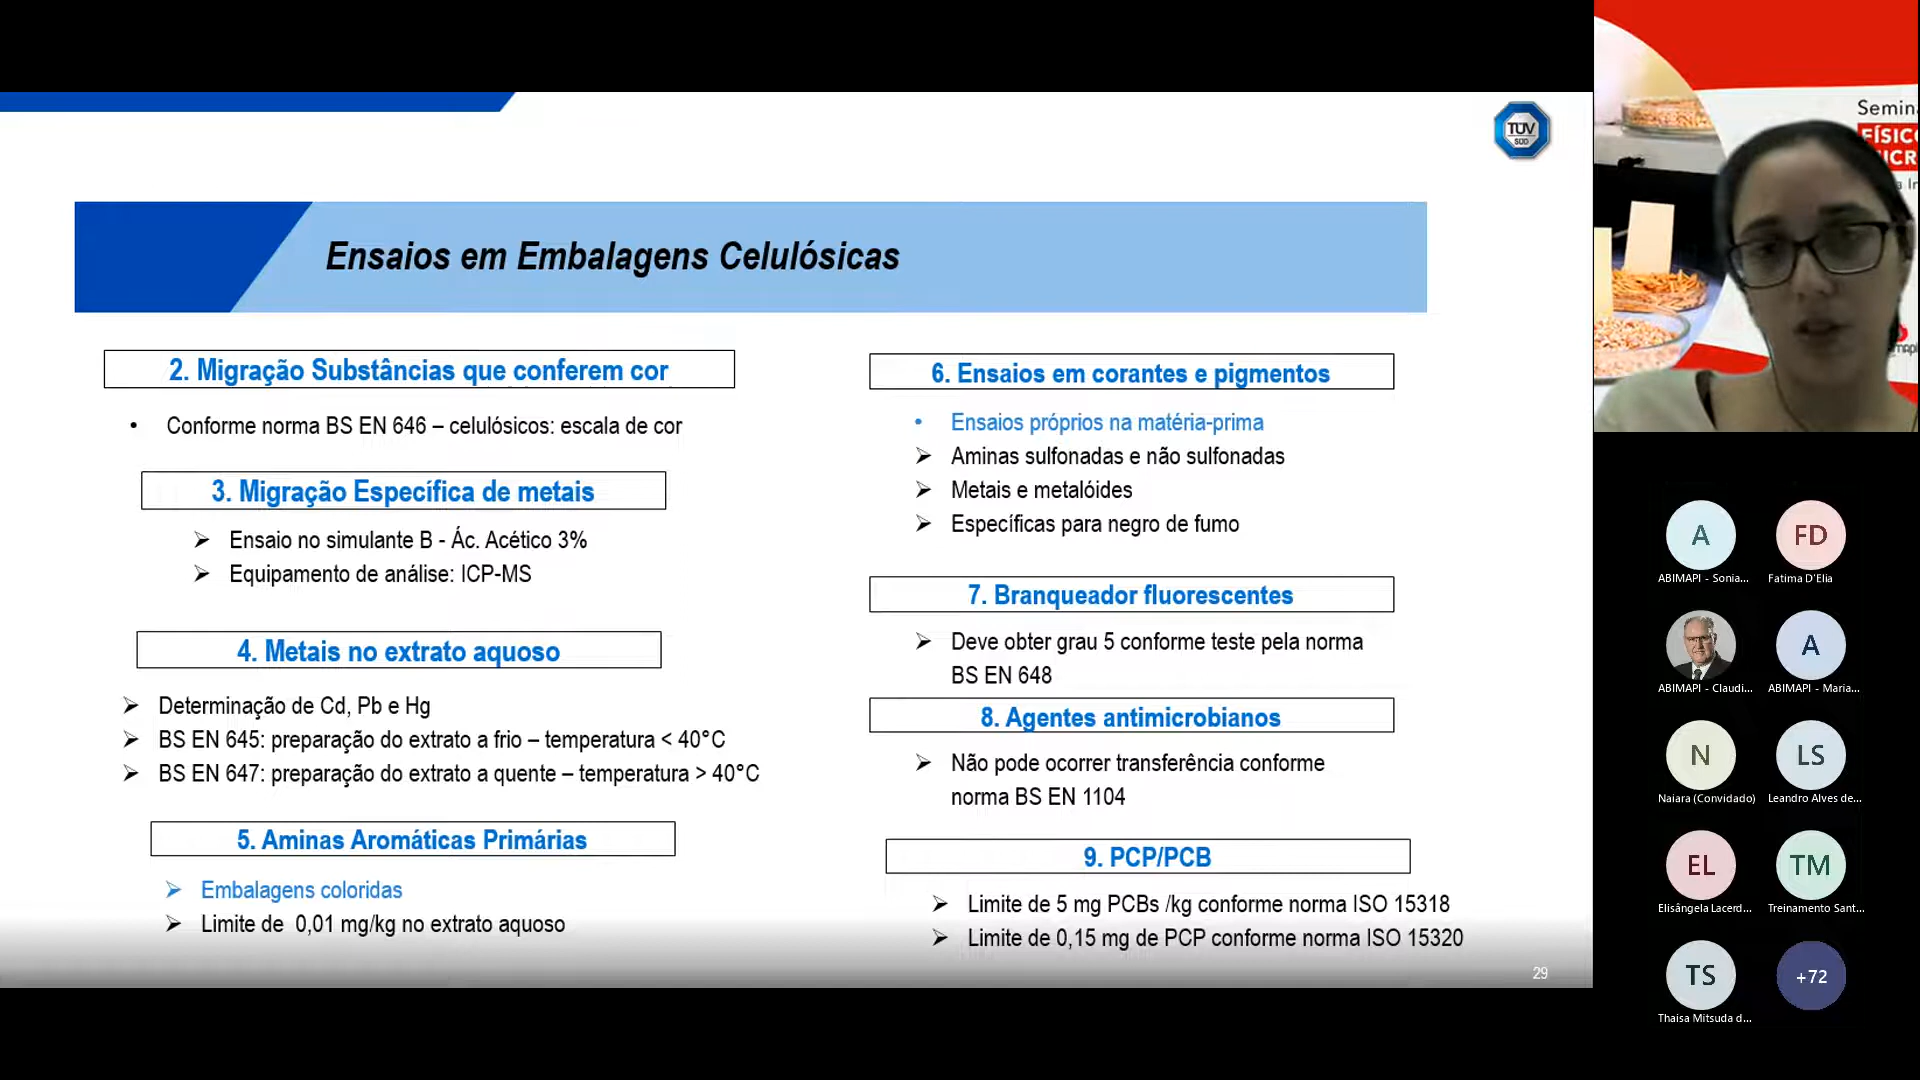 TÜV
SÜD
Ensaios em Embalagens Celulósicas
2. Migração Substâncias que conferem cor
• Conforme norma BS EN 646 – celulósicos: escala de cor
3. Migração Específica de metais
➢ Ensaio no simulante B - Ác. Acético 3%
➢ Equipamento de análise: ICP-MS
4. Metais no extrato aquoso
➢ Determinação de Cd, Pb e Hg
➢ BS EN 645: preparação do extrato a frio – temperatura < 40°C
➢ BS EN 647: preparação do extrato a quente – temperatura > 40°C
5. Aminas Aromáticas Primárias
➢ Embalagens coloridas
➢ Limite de 0,01 mg/kg no extrato aquoso
6. Ensaios em corantes e pigmentos
• Ensaios próprios na matéria-prima
➢ Aminas sulfonadas e não sulfonadas
➢ Metais e metalóides
➢ Específicas para negro de fumo
7. Branqueador fluorescentes
➢ Deve obter grau 5 conforme teste pela norma
BS EN 648
8. Agentes antimicrobianos
➢ Não pode ocorrer transferência conforme
norma BS EN 1104
9. PCP/PCB
➢ Limite de 5 mg PCBs /kg conforme norma ISO 15318
➢ Limite de 0,15 mg de PCP conforme norma ISO 15320
29
Semin
FÍSICO
ICR
A FD
ABIMAPI - Sonia... Fatima D'Elia
A
ABIMAPI - Claudi... ABIMAPI - Maria...
N LS
Naiara (Convidado) Leandro Alves de...
EL TM
Elisângela Lacerd... Treinamento Sant...
TS +72
Thaisa Mitsuda d...